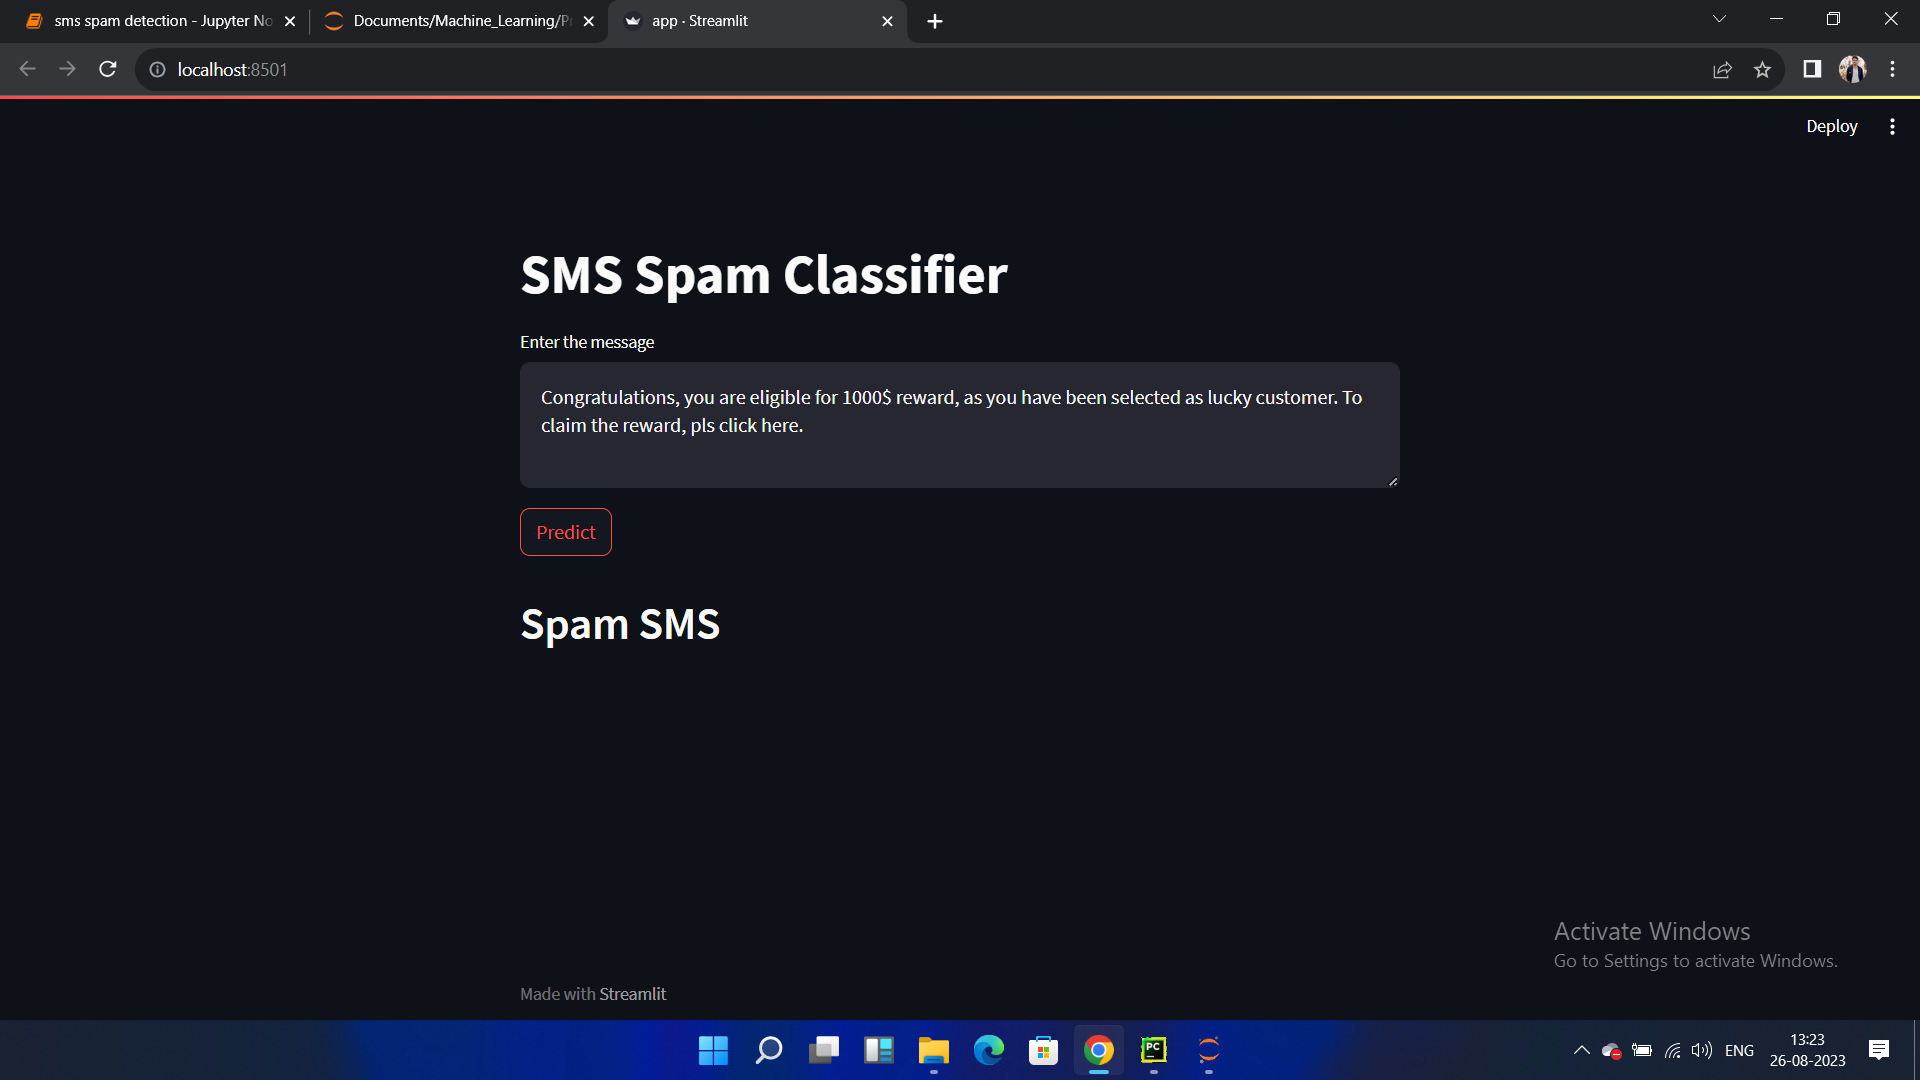 sms spam detection - Jupyter No
Documents/Machine_Learning/Pr
app · Streamlit
localhost:8501
Deploy
SMS Spam Classifier
Enter the message
Congratulations, you are eligible for 1000$ reward, as you have been selected as lucky customer. To
claim the reward, pls click here.
Predict
Spam SMS
Activate Windows
Go to Settings to activate Windows.
Made with Streamlit
PC
ENG
13:23
26-08-2023